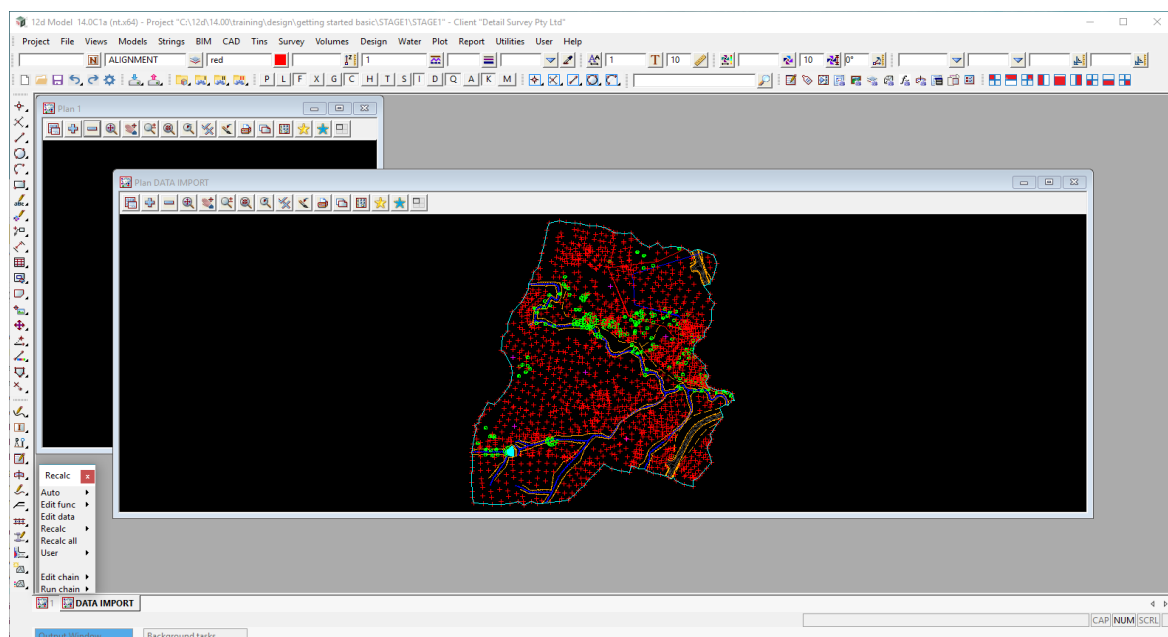 12d Model 14.0C1a (nt.x64) - Project "C:\12d\14.00\training\design\getting started basic\STAGE1\STAGE1" - Client "Detail Survey Pty Ltd"
Project File Views Models Strings BIM CAD Tins Survey Volumes Design Water Plot Report Utilities User Help
N ALIGNMENT red 1 1 T 10 10 0°
P L F X G C H T S I D Q A K M
Plan 1
Plan DATA IMPORT
abc
Recalc x
Auto
Edit func
Edit data
Recalc
Recalc all
User
Edit chain
Run chain
1 DATA IMPORT
CAP NUM SCRL
Output Window Background tasks